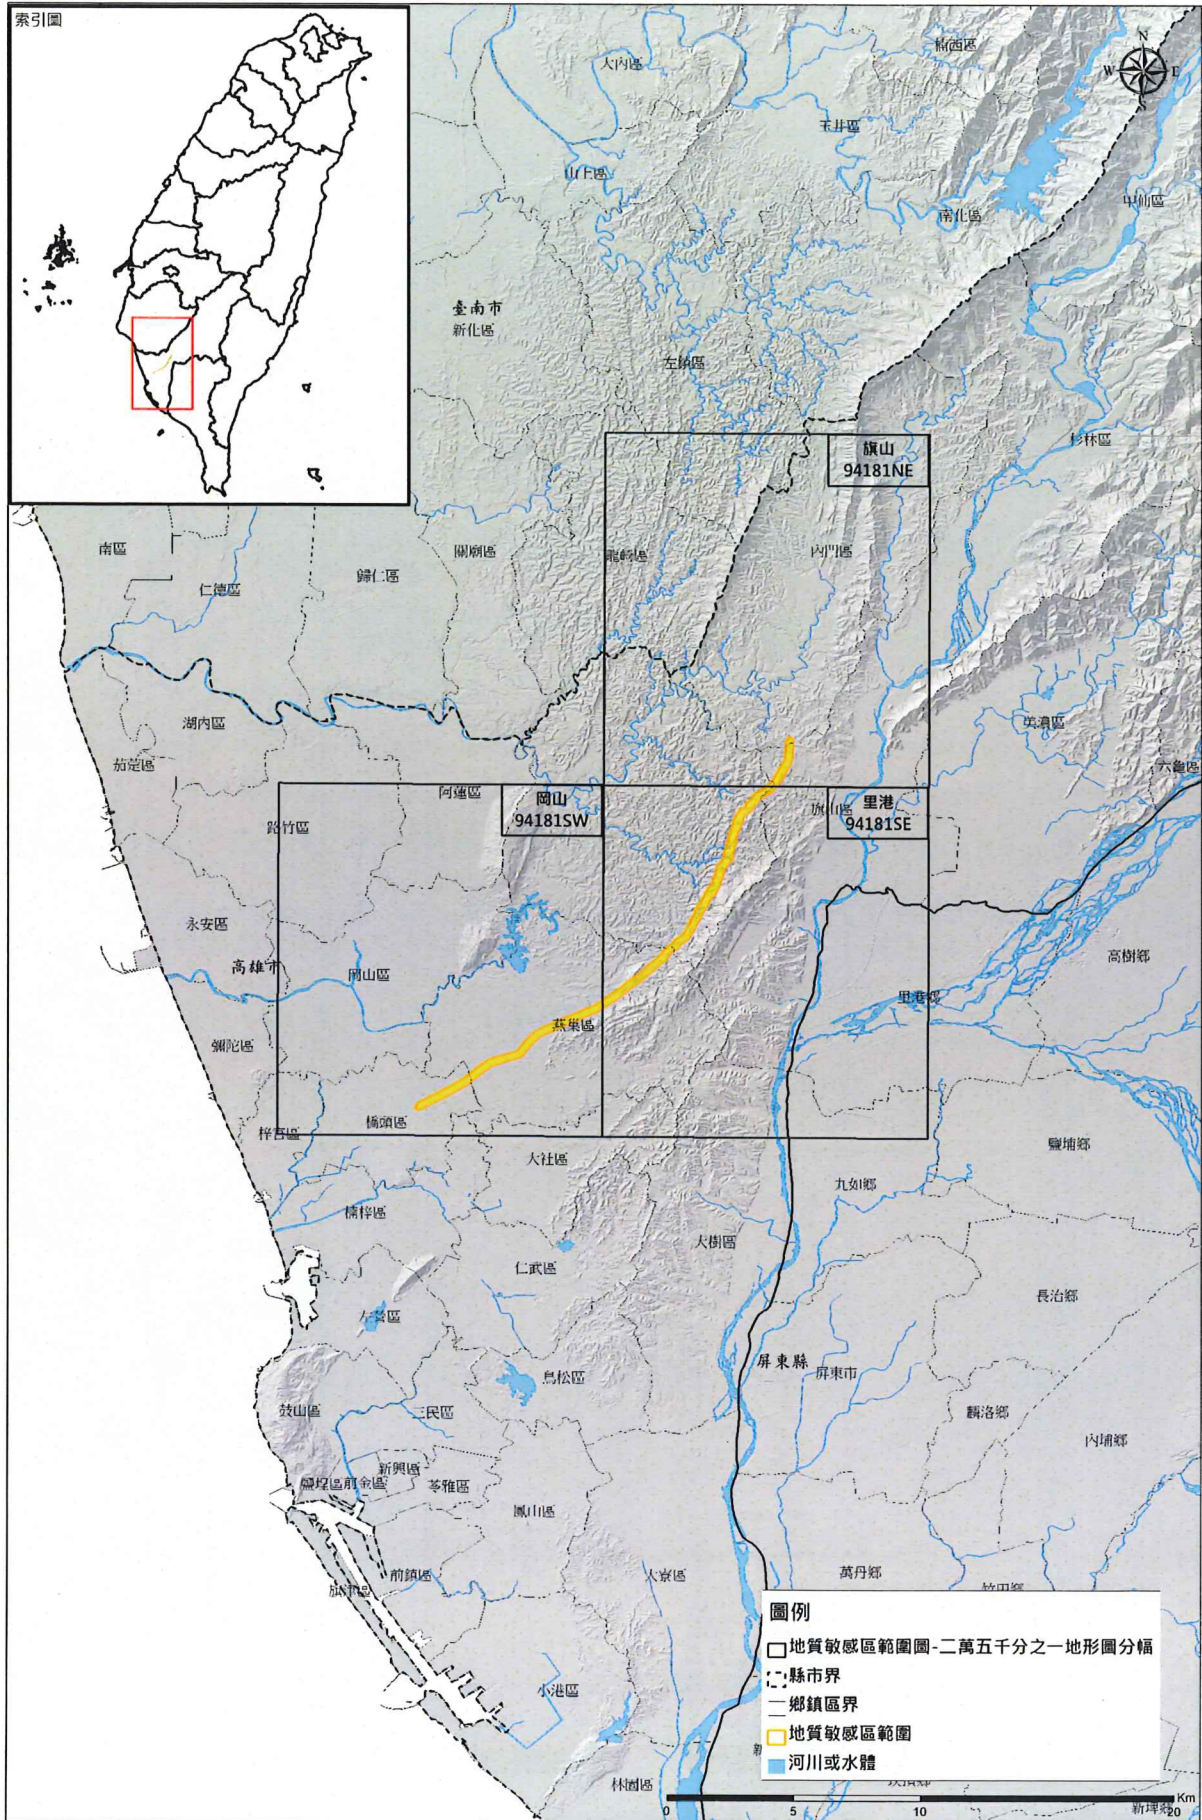 索引圖
N
W
E
楠西區
大內區
玉井區
山上區
甲仙區
南化區
臺南市
新化區
左鎮區
旗山
94181NE
杉林區
南區
關廟區
龍崎區
內門區
歸仁區
仁德區
湖內區
美濃區
茄萣區
六龜區
阿蓮區
岡山
94181SW
里港
94181SE
旗山區
路竹區
永安區
高雄市
岡山區
高樹鄉
里港鄉
燕巢區
彌陀區
橋頭區
梓官區
大社區
鹽埔鄉
九如鄉
楠梓區
大樹區
仁武區
長治鄉
左營區
屏東縣
屏東市
鳥松區
鼓山區
三民區
麟洛鄉
內埔鄉
新興區
鹽埕區
前金區
苓雅區
鳳山區
前鎮區
旗津區
大寮區
萬丹鄉
竹田鄉
小港區
林園區
圖例
地質敏感區範圍圖-二萬五千分之一地形圖分幅
縣市界
鄉鎮區界
地質敏感區範圍
河川或水體
0
5
10
20
Km